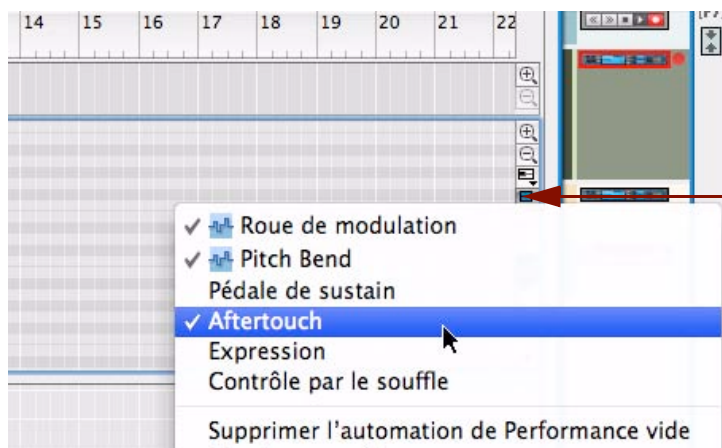 14 15 16 17 18 19 20 21 22
Roue de modulation
Pitch Bend
Pédale de sustain
Aftertouch
Expression
Contrôle par le souffle
Supprimer l’automation de Performance vide